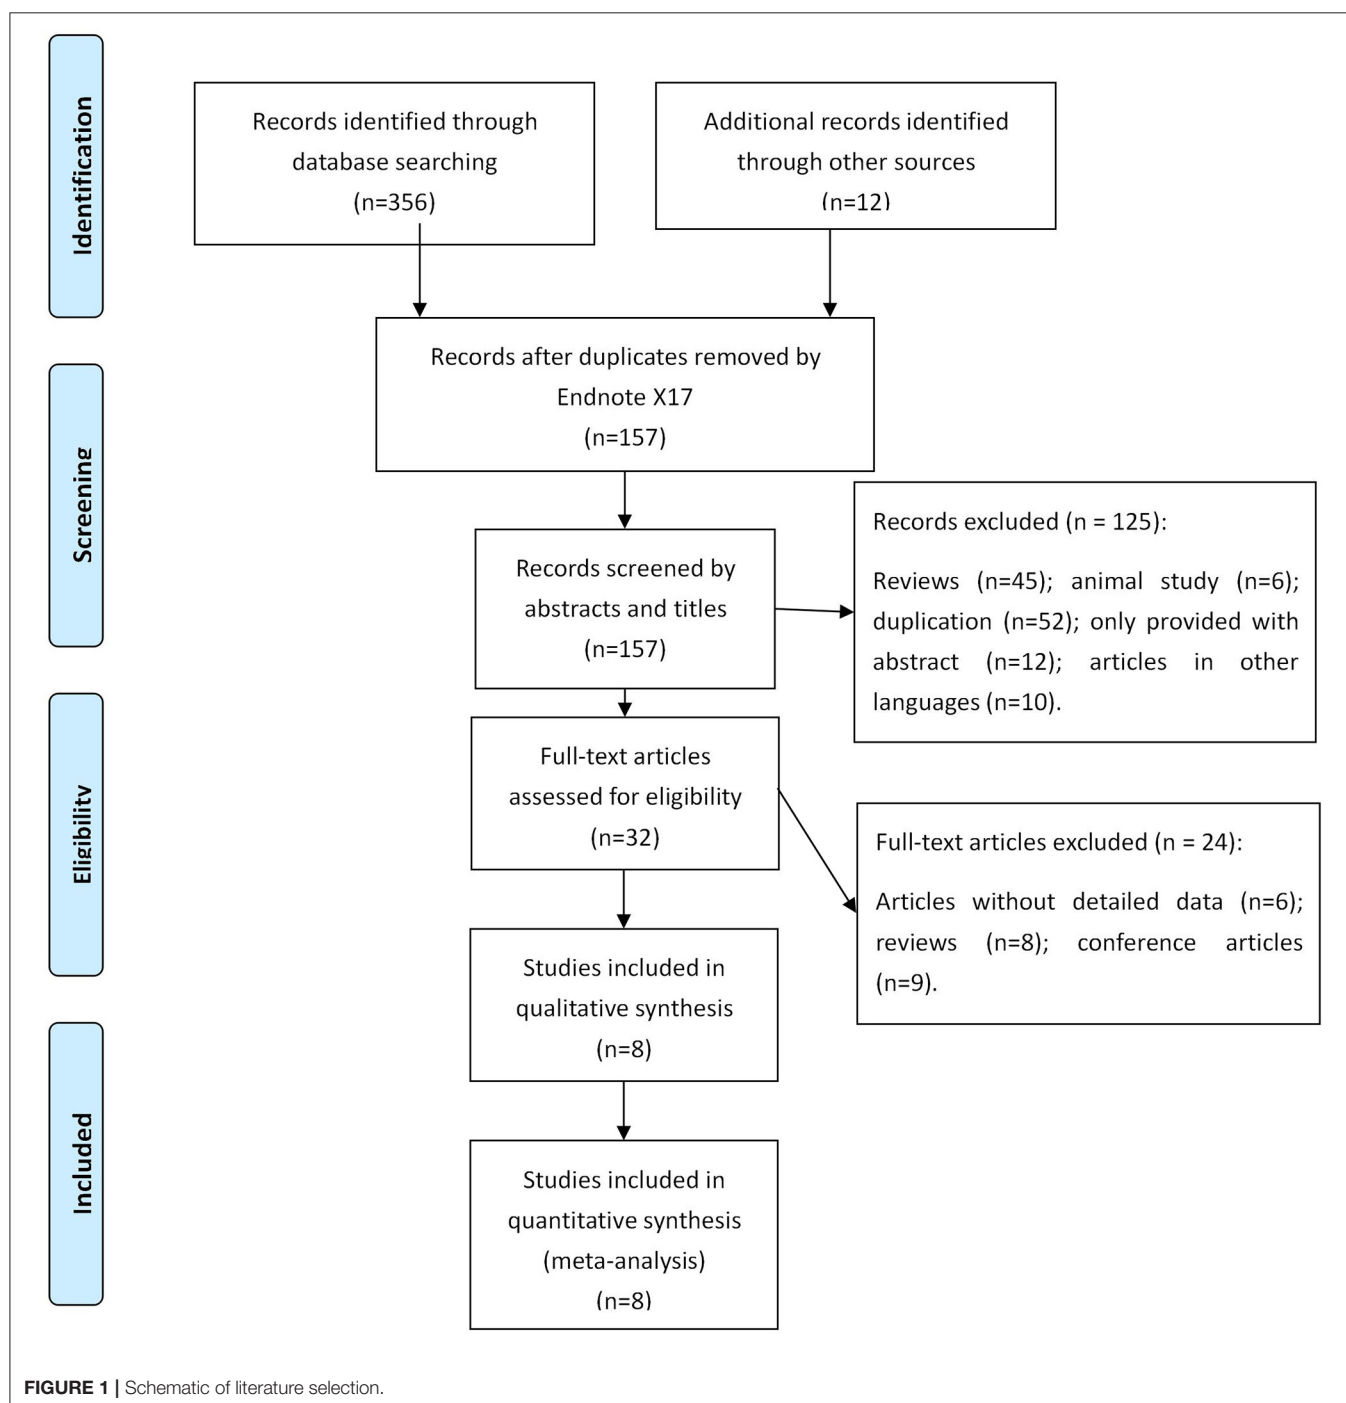 Identification
Records identified through
database searching
(n=356)
Additional records identified
through other sources
(n=12)
Records after duplicates removed by
Endnote X17
(n=157)
Screening
Records screened by
abstracts and titles
(n=157)
Records excluded (n = 125):
Reviews (n=45); animal study (n=6);
duplication (n=52); only provided with
abstract (n=12); articles in other
languages (n=10).
Eligibility
Full-text articles
assessed for eligibility
(n=32)
Full-text articles excluded (n = 24):
Articles without detailed data (n=6);
reviews (n=8); conference articles
(n=9).
Studies included in
qualitative synthesis
(n=8)
Included
Studies included in
quantitative synthesis
(meta-analysis)
(n=8)
FIGURE 1 | Schematic of literature selection.